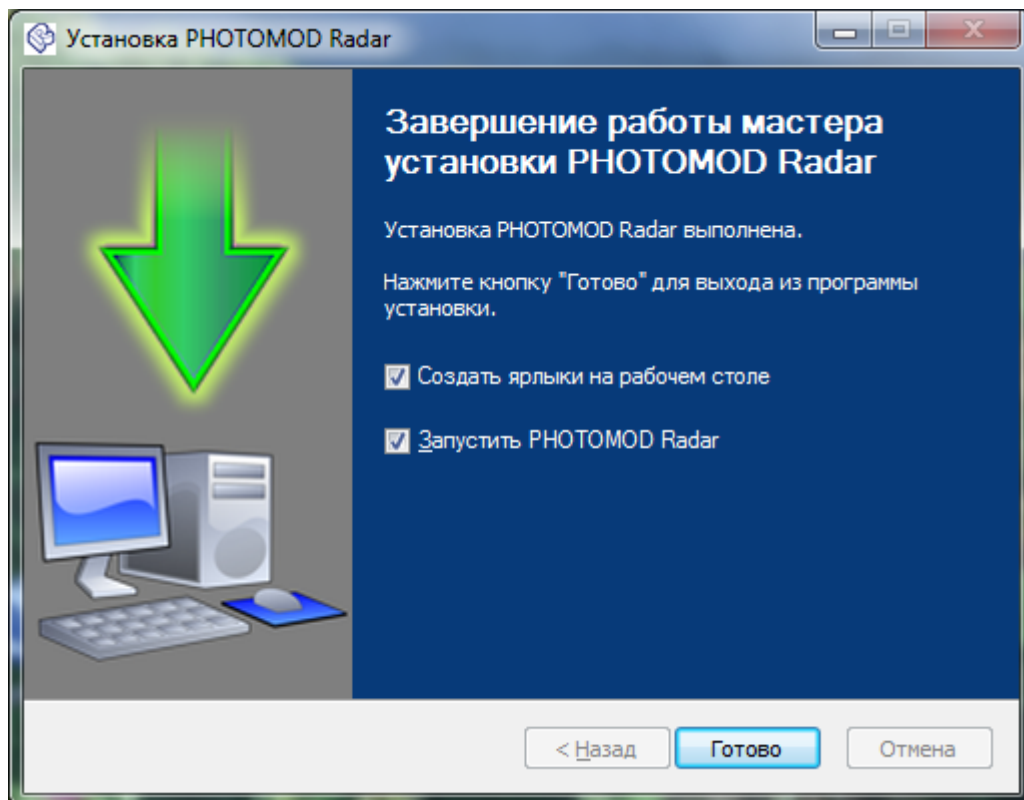 Установка PHOTOMOD Radar
Завершение работы мастера
установки PHOTOMOD Radar
Установка PHOTOMOD Radar выполнена.
Нажмите кнопку "Готово" для выхода из программы
установки.
Создать ярлыки на рабочем столе
Запустить PHOTOMOD Radar
< Назад
Готово
Отмена